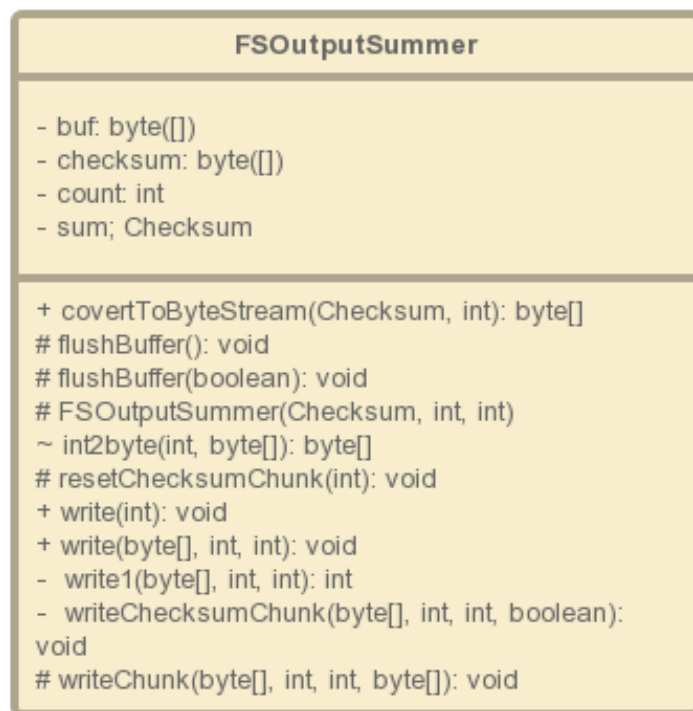 FSOutputSummer
- buf: byte([])
- checksum: byte([])
- count: int
- sum; Checksum
+ covertToByteStream(Checksum, int): byte[]
# flushBuffer(): void
# flushBuffer(boolean): void
# FSOutputSummer(Checksum, int, int)
~ int2byte(int, byte[]): byte[]
# resetChecksumChunk(int): void
+ write(int): void
+ write(byte[], int, int): void
- write1(byte[], int, int): int
- writeChecksumChunk(byte[], int, int, boolean):
void
# writeChunk(byte[], int, int, byte[]): void